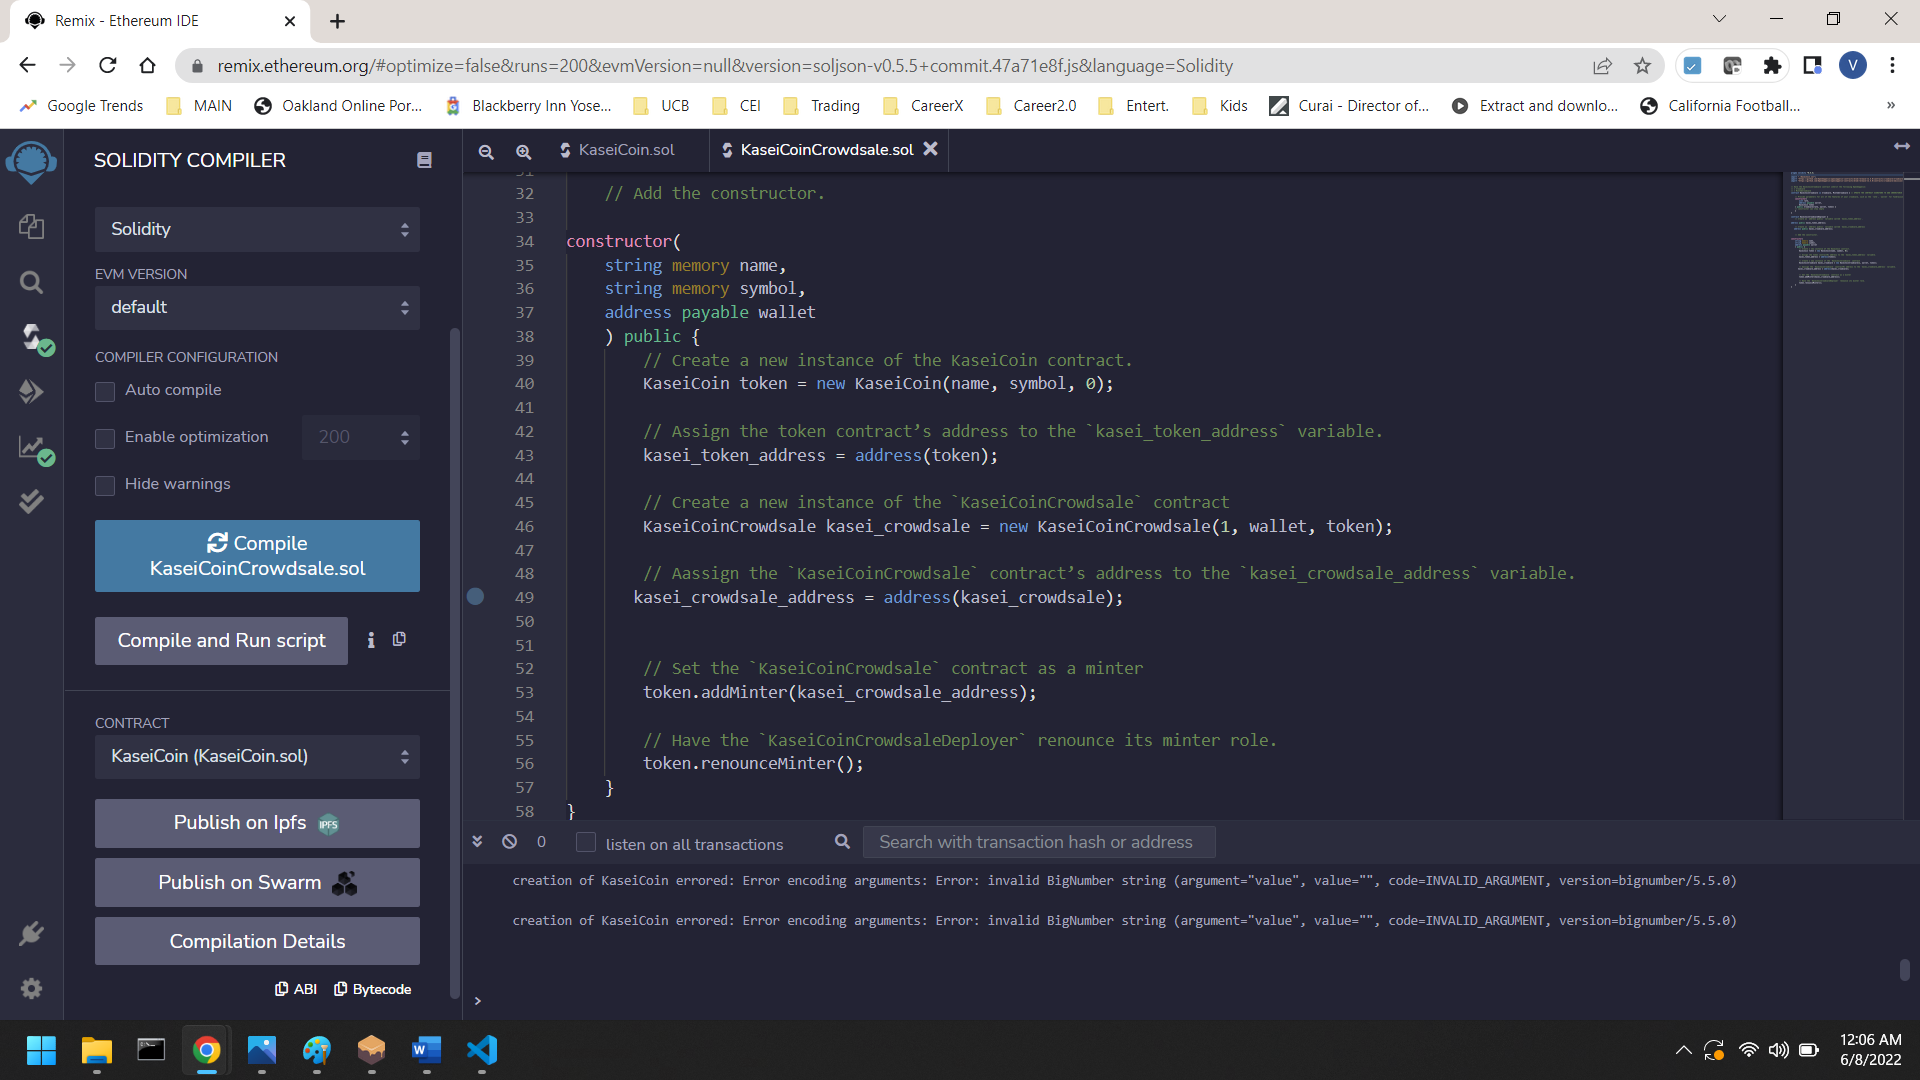 Remix - Ethereum IDE
remix.ethereum.org/#optimize=false&runs=200&evmVersion=null&version=soljson-v0.5.5+commit.47a71e8f.js&language=Solidity
V
Google Trends
MAIN
Oakland Online Por...
Blackberry Inn Yose...
UCB
CEI
Trading
CareerX
Career2.0
Entert.
Kids
Curai - Director of...
Extract and downlo...
California Football...
»
SOLIDITY COMPILER
Solidity
EVM VERSION
default
COMPILER CONFIGURATION
Auto compile
Enable optimization
200
Hide warnings
Compile
KaseiCoinCrowdsale.sol
Compile and Run script
i
CONTRACT
KaseiCoin (KaseiCoin.sol)
Publish on Ipfs
IPFS
Publish on Swarm
Compilation Details
ABI
Bytecode
KaseiCoin.sol
KaseiCoinCrowdsale.sol
31
32 // Add the constructor.
33
34 constructor(
35 string memory name,
36 string memory symbol,
37 address payable wallet
38 ) public {
39 // Create a new instance of the KaseiCoin contract.
40 KaseiCoin token = new KaseiCoin(name, symbol, 0);
41
42 // Assign the token contract’s address to the `kasei_token_address` variable.
43 kasei_token_address = address(token);
44
45 // Create a new instance of the `KaseiCoinCrowdsale` contract
46 KaseiCoinCrowdsale kasei_crowdsale = new KaseiCoinCrowdsale(1, wallet, token);
47
48 // Aassign the `KaseiCoinCrowdsale` contract’s address to the `kasei_crowdsale_address` variable.
49 kasei_crowdsale_address = address(kasei_crowdsale);
50
51
52 // Set the `KaseiCoinCrowdsale` contract as a minter
53 token.addMinter(kasei_crowdsale_address);
54
55 // Have the `KaseiCoinCrowdsaleDeployer` renounce its minter role.
56 token.renounceMinter();
57 }
58 }
0
listen on all transactions
Search with transaction hash or address
creation of KaseiCoin errored: Error encoding arguments: Error: invalid BigNumber string (argument="value", value="", code=INVALID_ARGUMENT, version=bignumber/5.5.0)
creation of KaseiCoin errored: Error encoding arguments: Error: invalid BigNumber string (argument="value", value="", code=INVALID_ARGUMENT, version=bignumber/5.5.0)
>
12:06 AM
6/8/2022